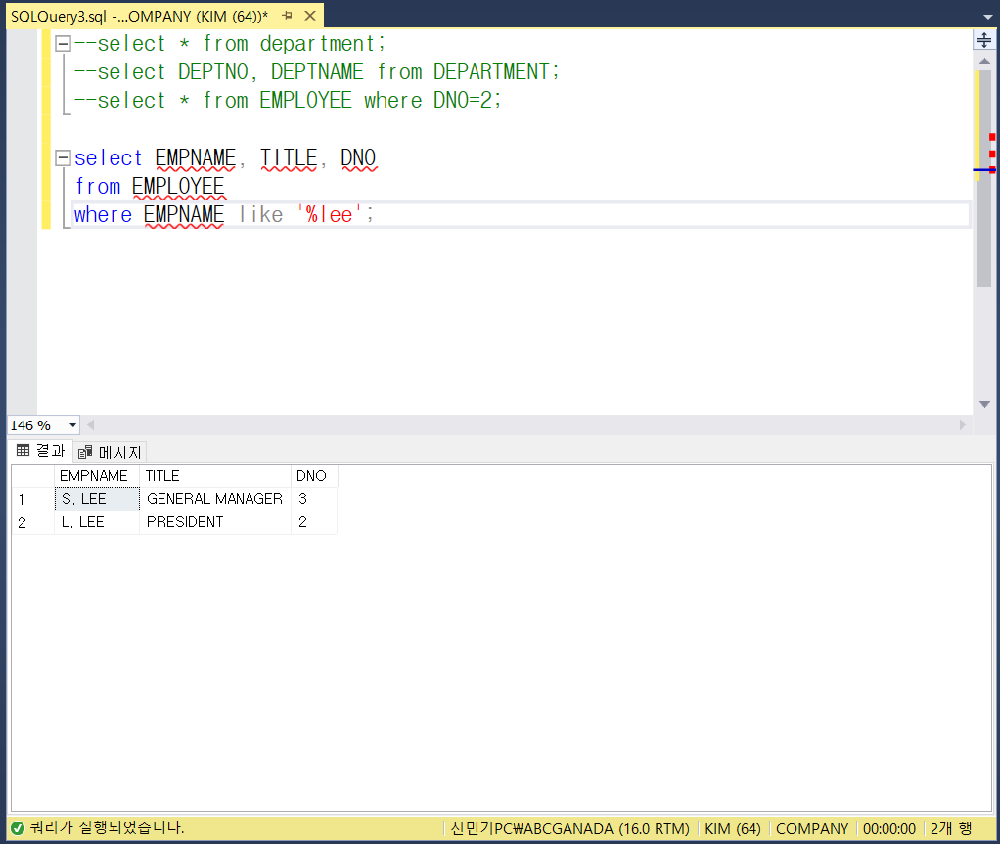 SQLQuery3.sql -...OMPANY (KIM (64))*
--select * from department;
--select DEPTNO, DEPTNAME from DEPARTMENT;
--select * from EMPLOYEE where DNO=2;
select EMPNAME, TITLE, DNO
from EMPLOYEE
where EMPNAME like '%lee';
146 %
결과 메시지
EMPNAME TITLE DNO
1 S. LEE GENERAL MANAGER 3
2 L. LEE PRESIDENT 2
쿼리가 실행되었습니다. 신민기PC₩ABCGANADA (16.0 RTM) KIM (64) COMPANY 00:00:00 2개 행